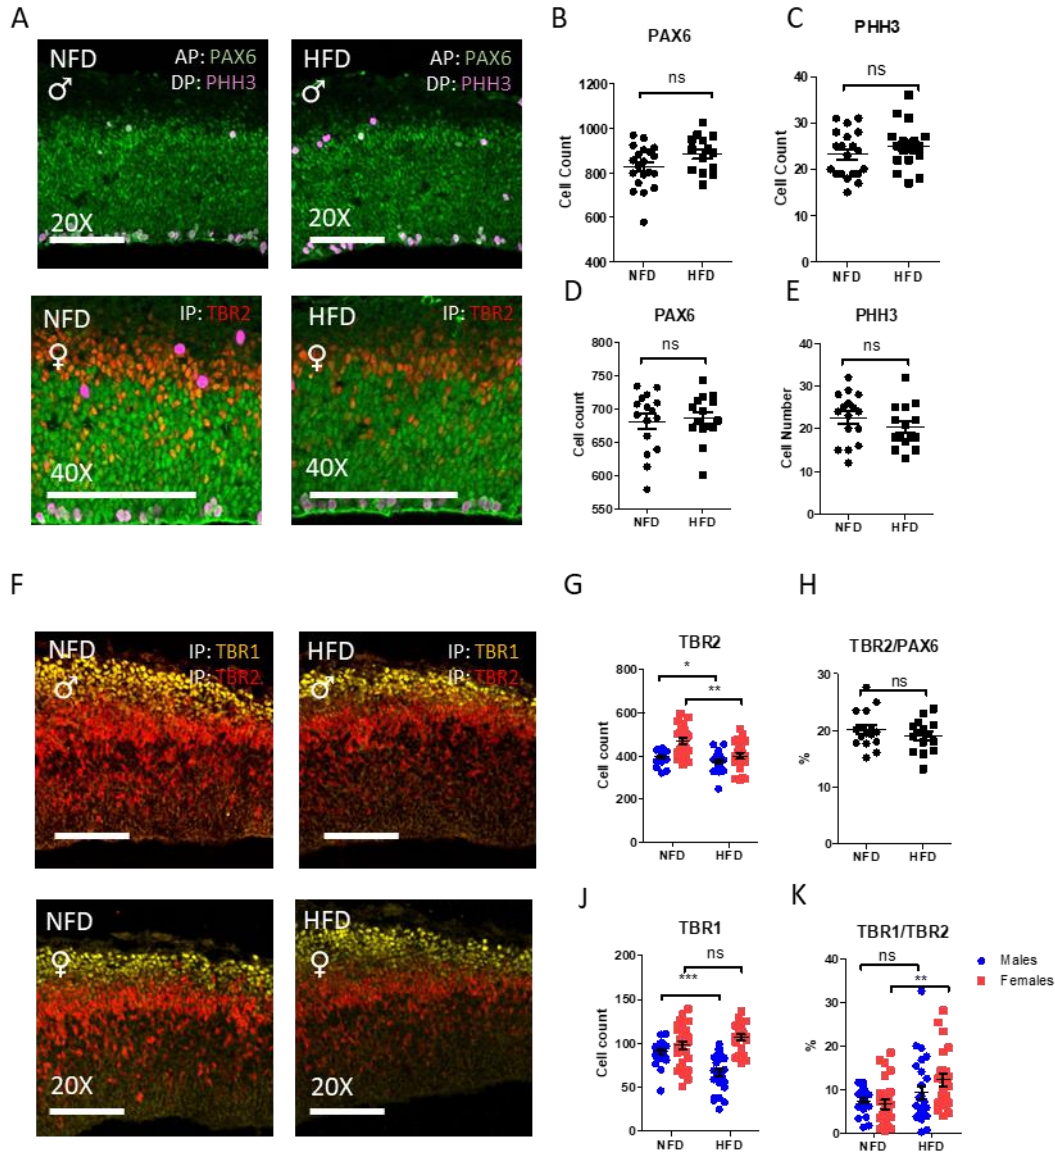 A
NFD
♂
AP: PAX6
DP: PHH3
20X
HFD
♂
AP: PAX6
DP: PHH3
20X
NFD
♀
IP: TBR2
40X
HFD
♀
IP: TBR2
40X
B
PAX6
ns
Cell Count
1200
1000
800
600
400
NFD
HFD
C
PHH3
ns
Cell Count
40
30
20
10
0
NFD
HFD
D
PAX6
ns
Cell count
800
750
700
650
600
550
NFD
HFD
E
PHH3
ns
Cell Number
40
30
20
10
0
NFD
HFD
F
NFD
♂
IP: TBR1
IP: TBR2
HFD
♂
IP: TBR1
IP: TBR2
NFD
♀
20X
HFD
♀
20X
G
TBR2
*
**
Cell count
800
600
400
200
0
NFD
HFD
H
TBR2/PAX6
ns
%
30
20
10
0
NFD
HFD
J
TBR1
ns
***
Cell count
200
150
100
50
0
NFD
HFD
K
TBR1/TBR2
ns
**
%
40
30
20
10
0
NFD
HFD
Males
Females